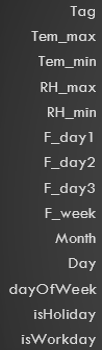 Tag
Tem_max
Tem_min
RH_max
RH_min
F_day1
F_day2
F_day3
F_week
Month
Day
dayOfWeek
isHoliday
isWorkday